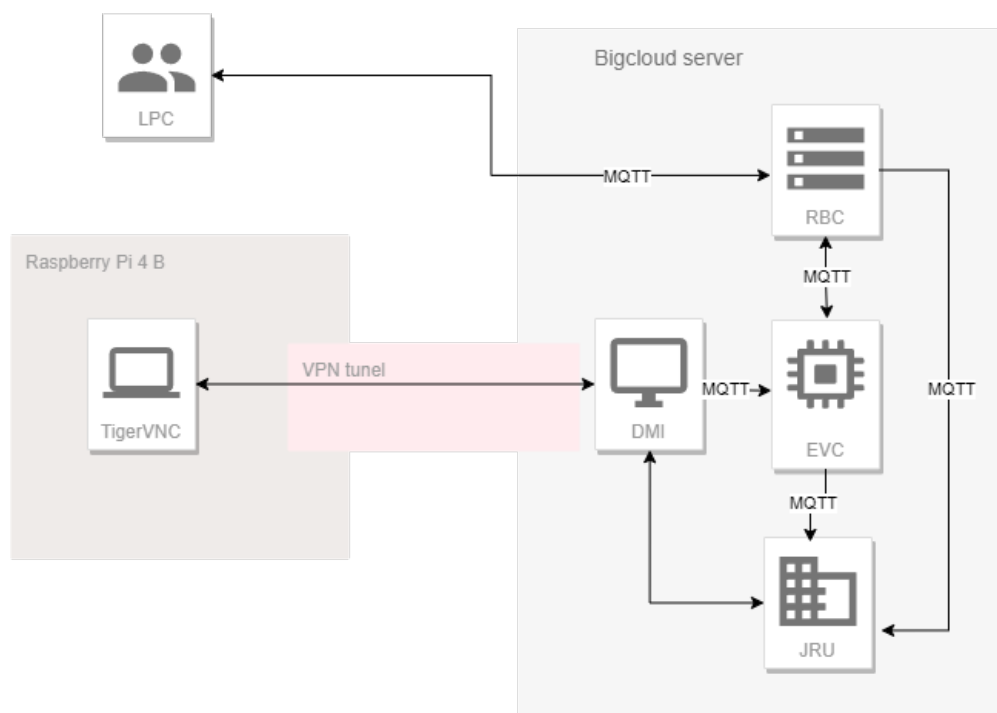 Bigcloud server
LPC
MQTT
RBC
Raspberry Pi 4 B
MQTT
VPN tunel
MQTT
MQTT
TigerVNC
DMI
EVC
MQTT
JRU